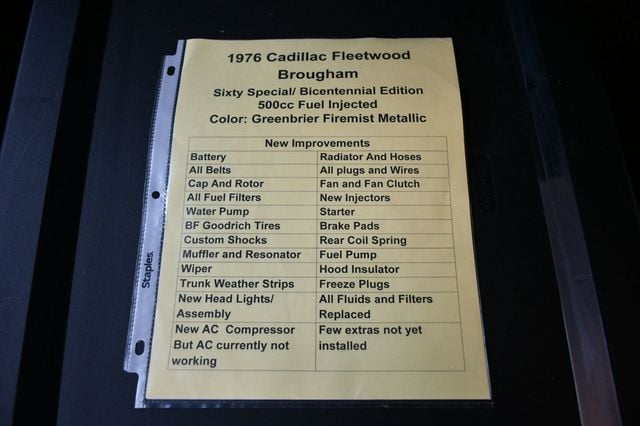 1976 Cadillac Fleetwood
Brougham
Sixty Special/ Bicentennial Edition
500cc Fuel Injected
Color: Greenbrier Firemist Metallic
New Improvements
Battery
Radiator And Hoses
All Belts
All plugs and Wires
Cap And Rotor
Fan and Fan Clutch
All Fuel Filters
New Injectors
Water Pump
Starter
BF Goodrich Tires
Brake Pads
Custom Shocks
Rear Coil Spring
Muffler and Resonator
Fuel Pump
Wiper
Hood Insulator
Trunk Weather Strips
Freeze Plugs
New Head Lights/
Assembly
All Fluids and Filters
Replaced
New AC Compressor
But AC currently not
working
Few extras not yet
installed
Staples